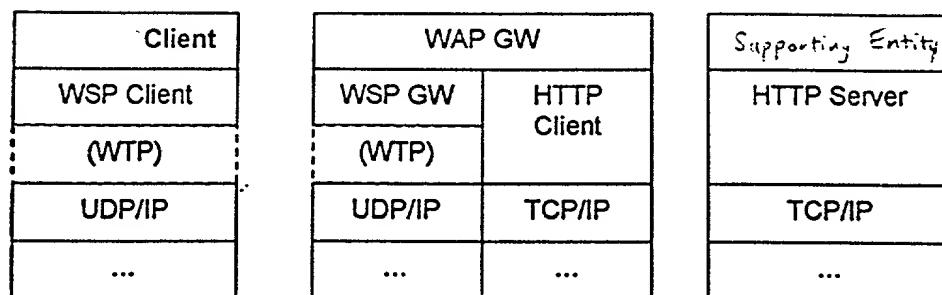 Client
WSP Client
(WTP)
UDP/IP
...
WAP GW
WSP GW
(WTP)
UDP/IP
...
HTTP
Client
TCP/IP
...
Supporting Entity
HTTP Server
TCP/IP
...